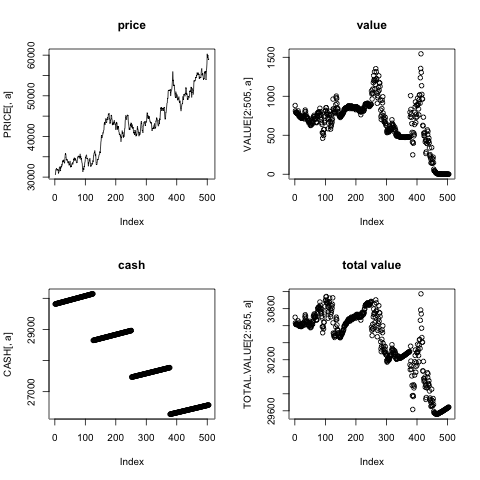 price
PRICE[, a]
30000 40000 50000 60000
0 100 200 300 400 500
Index
value
VALUE[2:505, a]
0 500 1000 1500
0 100 200 300 400 500
Index
cash
CASH[, a]
27000 29000
0 100 200 300 400 500
Index
total value
TOTAL.VALUE[2:505, a]
29600 30200 30800
0 100 200 300 400 500
Index